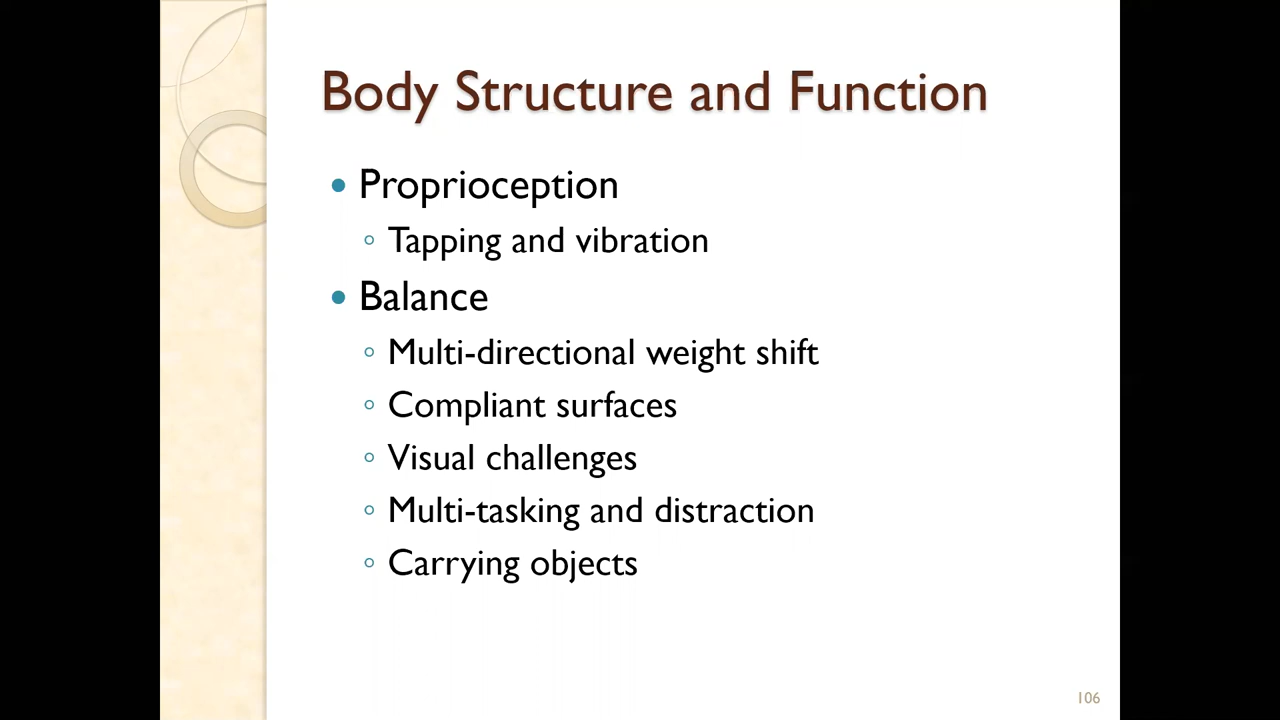 Body Structure and Function
• Proprioception
◦ Tapping and vibration
• Balance
◦ Multi-directional weight shift
◦ Compliant surfaces
◦ Visual challenges
◦ Multi-tasking and distraction
◦ Carrying objects
106